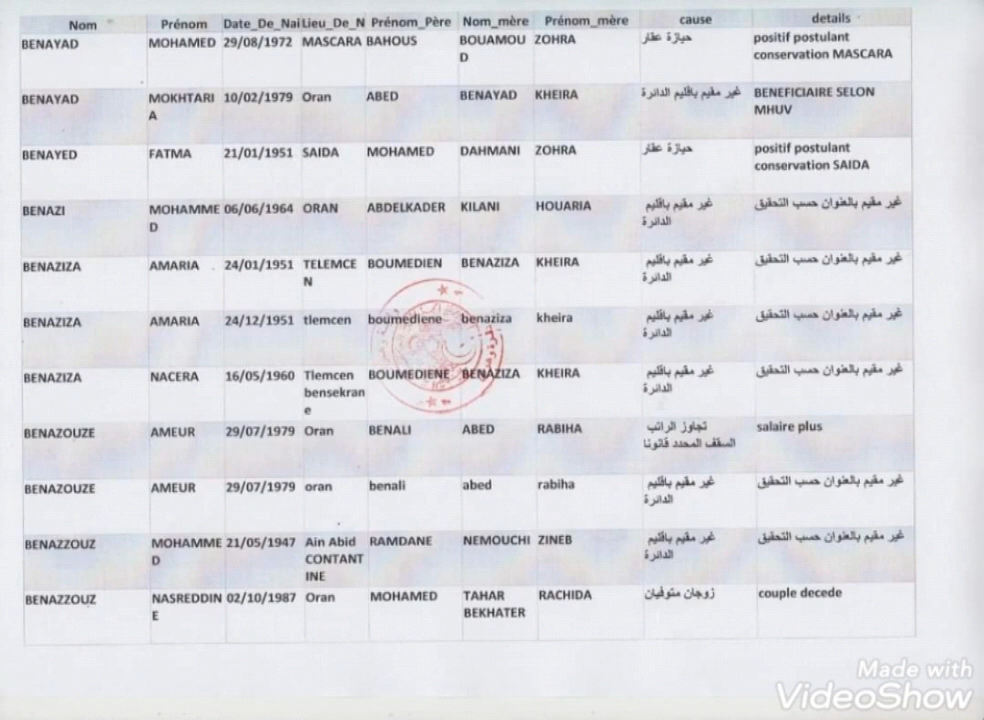 Nom Prénom Date_De_Nai Lieu_De_N Prénom_Père Nom_mère Prénom_mère cause details
BENAYAD MOHAMED 29/08/1972 MASCARA BAHOUS BOUAMOU ZOHRA حيازة عقار positif postulant
D conservation MASCARA
BENAYAD MOKHTARI 10/02/1979 Oran ABED BENAYAD KHEIRA غير مقيم باقليم الدائرة BENEFICIAIRE SELON
A MHUV
BENAYED FATMA 21/01/1951 SAIDA MOHAMED DAHMANI ZOHRA حيازة عقار positif postulant
conservation SAIDA
BENAZI MOHAMME 06/06/1964 ORAN ABDELKADER KILANI HOUARIA غير مقيم باقليم غير مقيم بالعنوان حسب التحقيق
D الدائرة
BENAZIZA AMARIA 24/01/1951 TELEMCE BOUMEDIEN BENAZIZA KHEIRA غير مقيم باقليم غير مقيم بالعنوان حسب التحقيق
N الدائرة
BENAZIZA AMARIA 24/12/1951 tlemcen boumediene benaziza kheira غير مقيم باقليم غير مقيم بالعنوان حسب التحقيق
الدائرة
BENAZIZA NACERA 16/05/1960 Tlemcen BOUMEDIENE BENAZIZA KHEIRA غير مقيم باقليم غير مقيم بالعنوان حسب التحقيق
bensekran الدائرة
e
BENAZOUZE AMEUR 29/07/1979 Oran BENALI ABED RABIHA تجاوز الراتب salaire plus
السقف المحدد قانونا
BENAZOUZE AMEUR 29/07/1979 oran benali abed rabiha غير مقيم باقليم غير مقيم بالعنوان حسب التحقيق
الدائرة
BENAZZOUZ MOHAMME 21/05/1947 Ain Abid RAMDANE NEMOUCHI ZINEB غير مقيم باقليم غير مقيم بالعنوان حسب التحقيق
D CONTANT الدائرة
INE
BENAZZOUZ NASREDDIN 02/10/1987 Oran MOHAMED TAHAR RACHIDA زوجان متوفيان couple decede
E BEKHATER
Made with
VideoShow